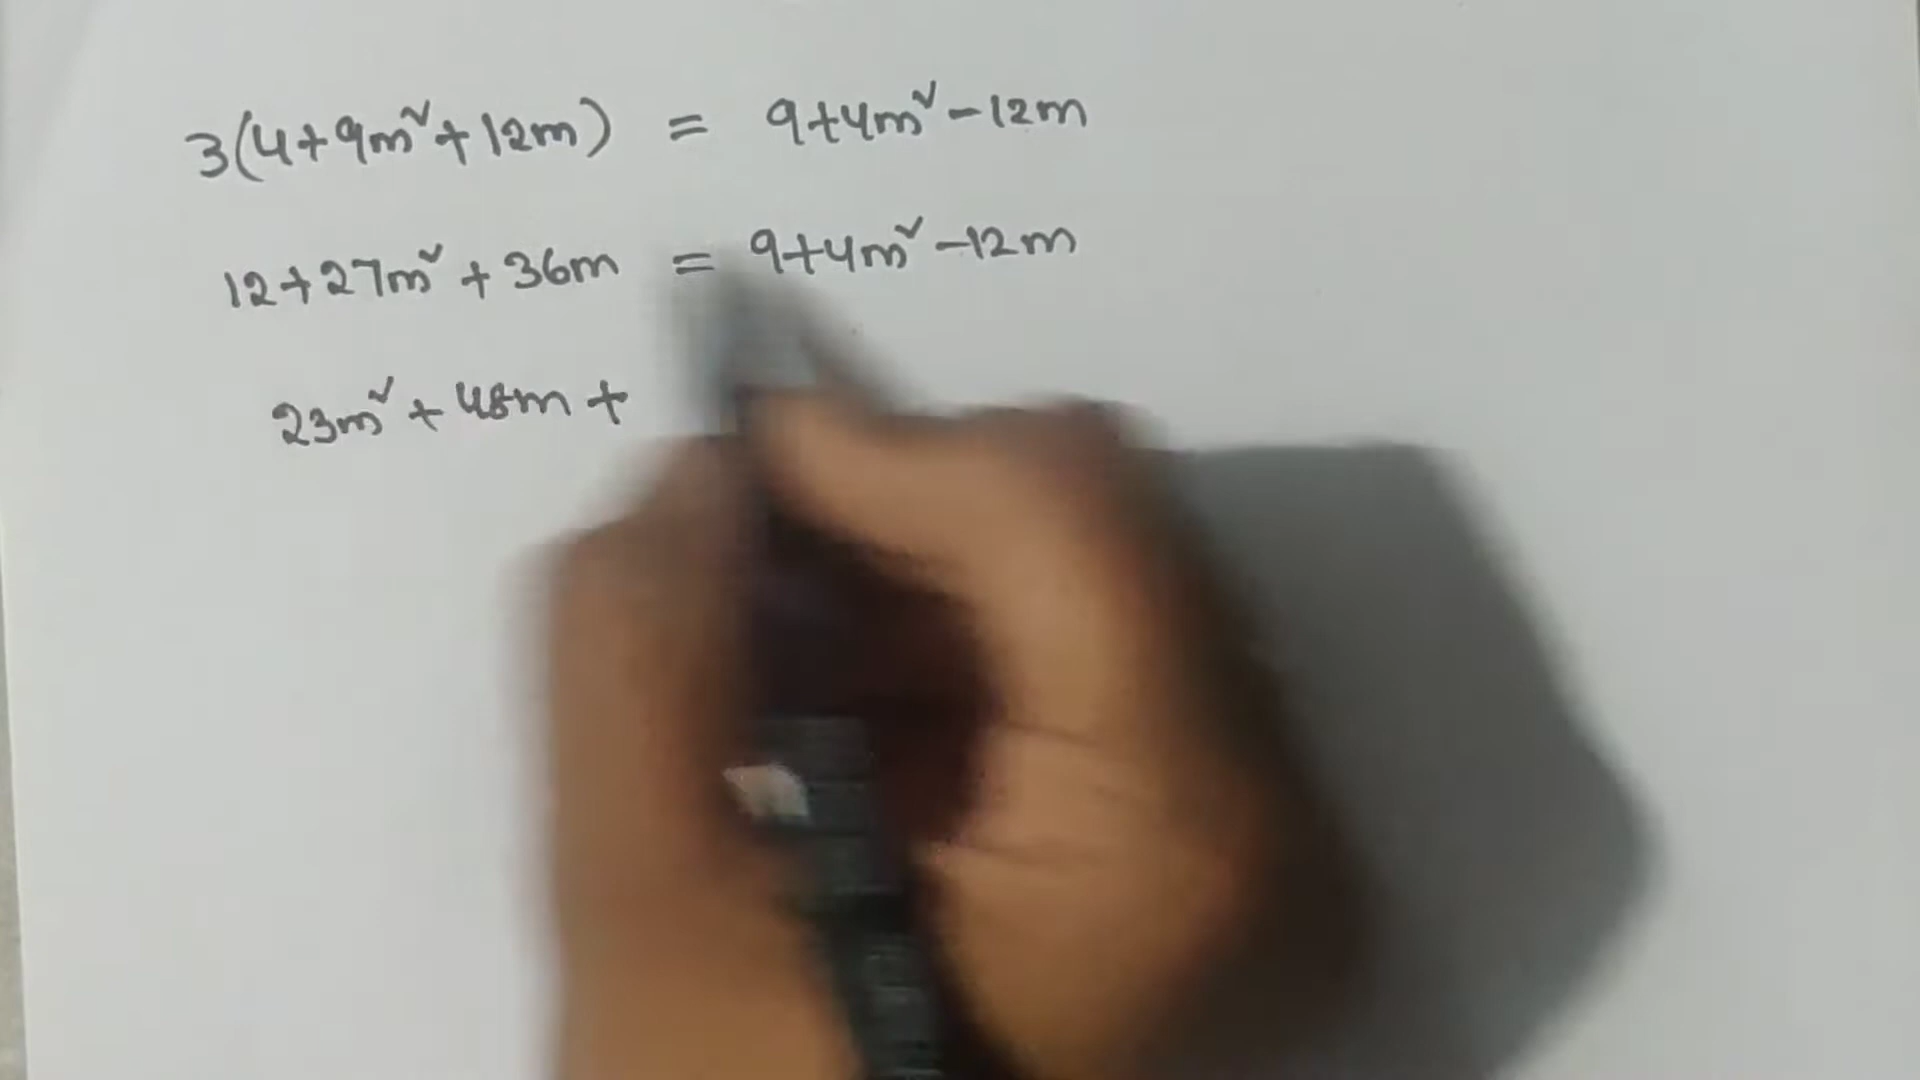 3(4+9m²+12m) = 9+4m²-12m
12+27m²+36m = 9+4m²-12m
23m²+48m+